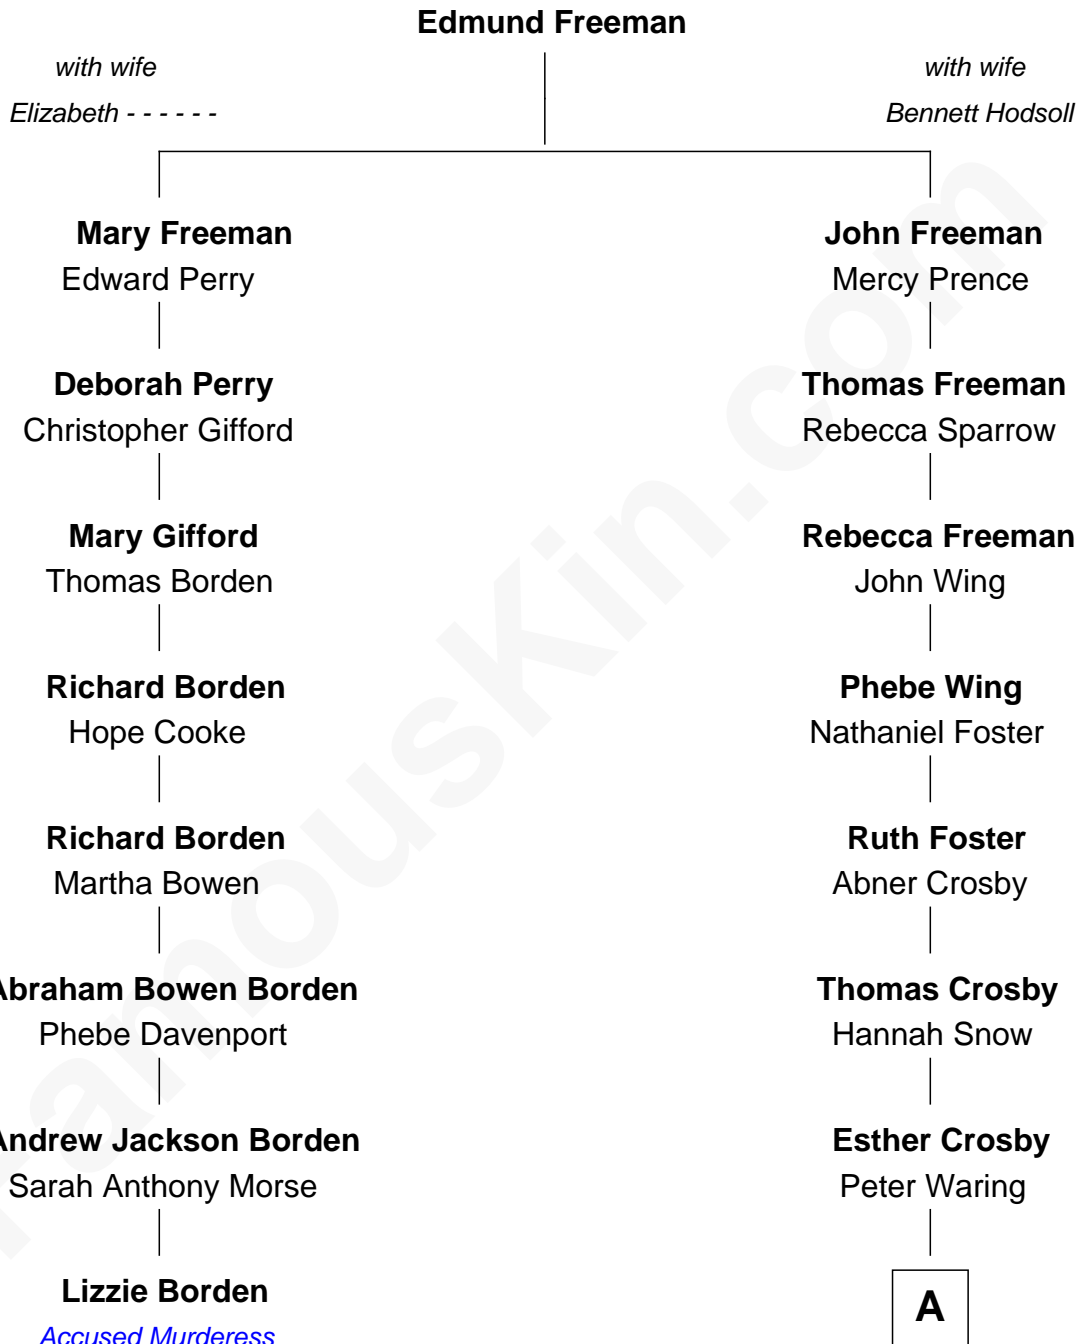 Edmund Freeman
with wife
Elizabeth - - - - - -
with wife
Bennett Hodsoll
Mary Freeman
Edward Perry
John Freeman
Mercy Prence
Deborah Perry
Christopher Gifford
Thomas Freeman
Rebecca Sparrow
Mary Gifford
Thomas Borden
Rebecca Freeman
John Wing
Richard Borden
Hope Cooke
Phebe Wing
Nathaniel Foster
Richard Borden
Martha Bowen
Ruth Foster
Abner Crosby
Abraham Bowen Borden
Phebe Davenport
Thomas Crosby
Hannah Snow
Andrew Jackson Borden
Sarah Anthony Morse
Esther Crosby
Peter Waring
Lizzie Borden
Accused Murderess
A
FamousKin.com